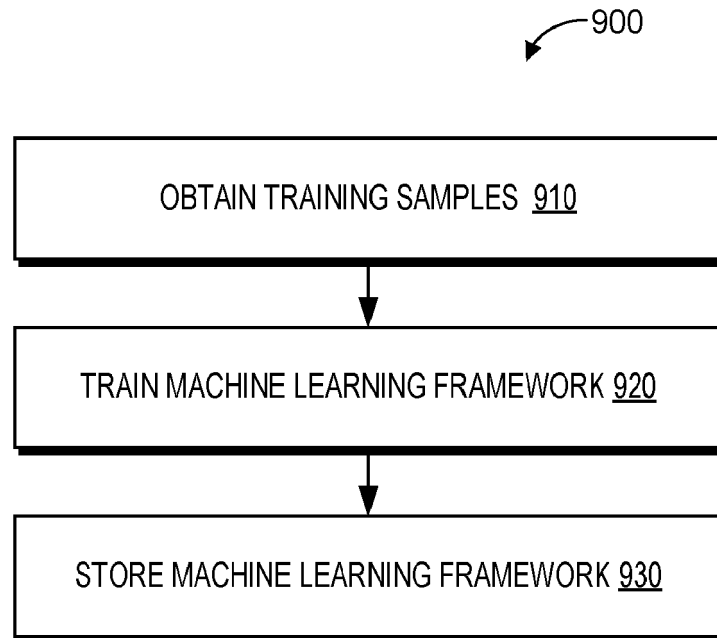 900
OBTAIN TRAINING SAMPLES 910
TRAIN MACHINE LEARNING FRAMEWORK 920
STORE MACHINE LEARNING FRAMEWORK 930